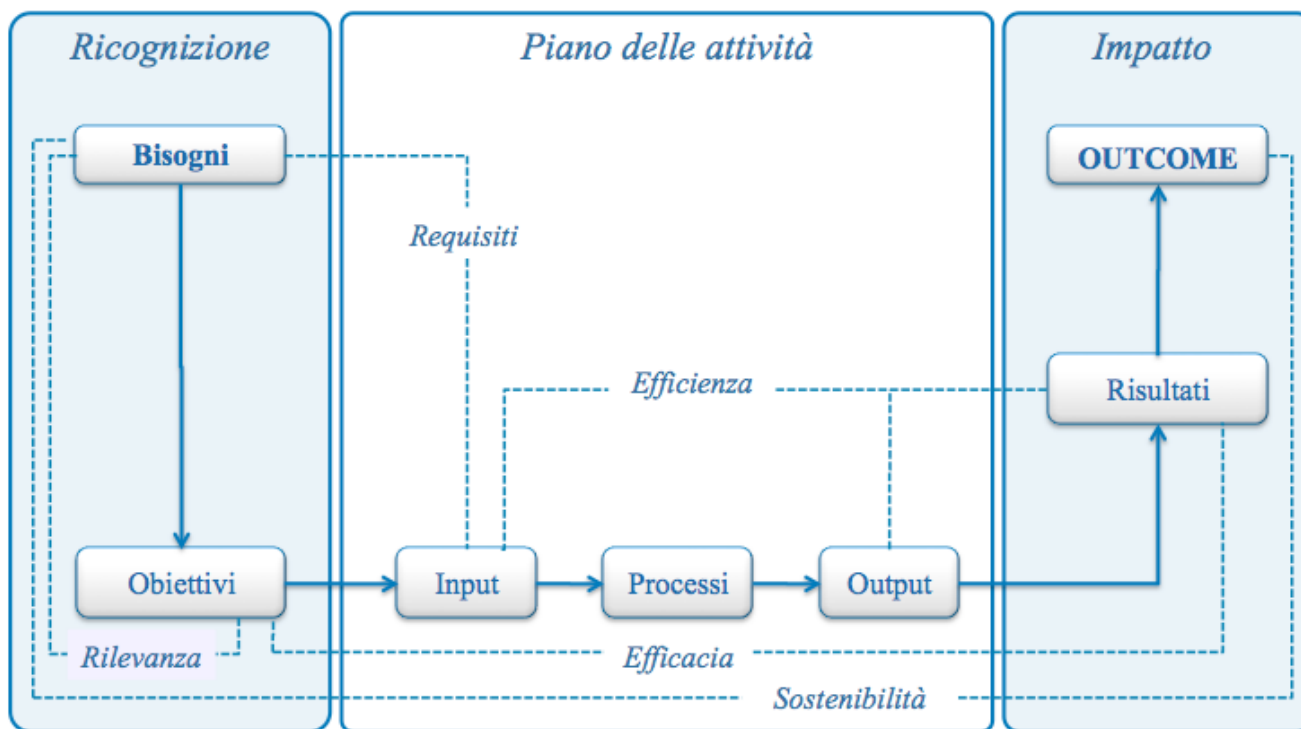 Ricognizione
Piano delle attività
Impatto
Bisogni
OUTCOME
Requisiti
Efficienza
Risultati
Obiettivi
Input
Processi
Output
Rilevanza
Efficacia
Sostenibilità